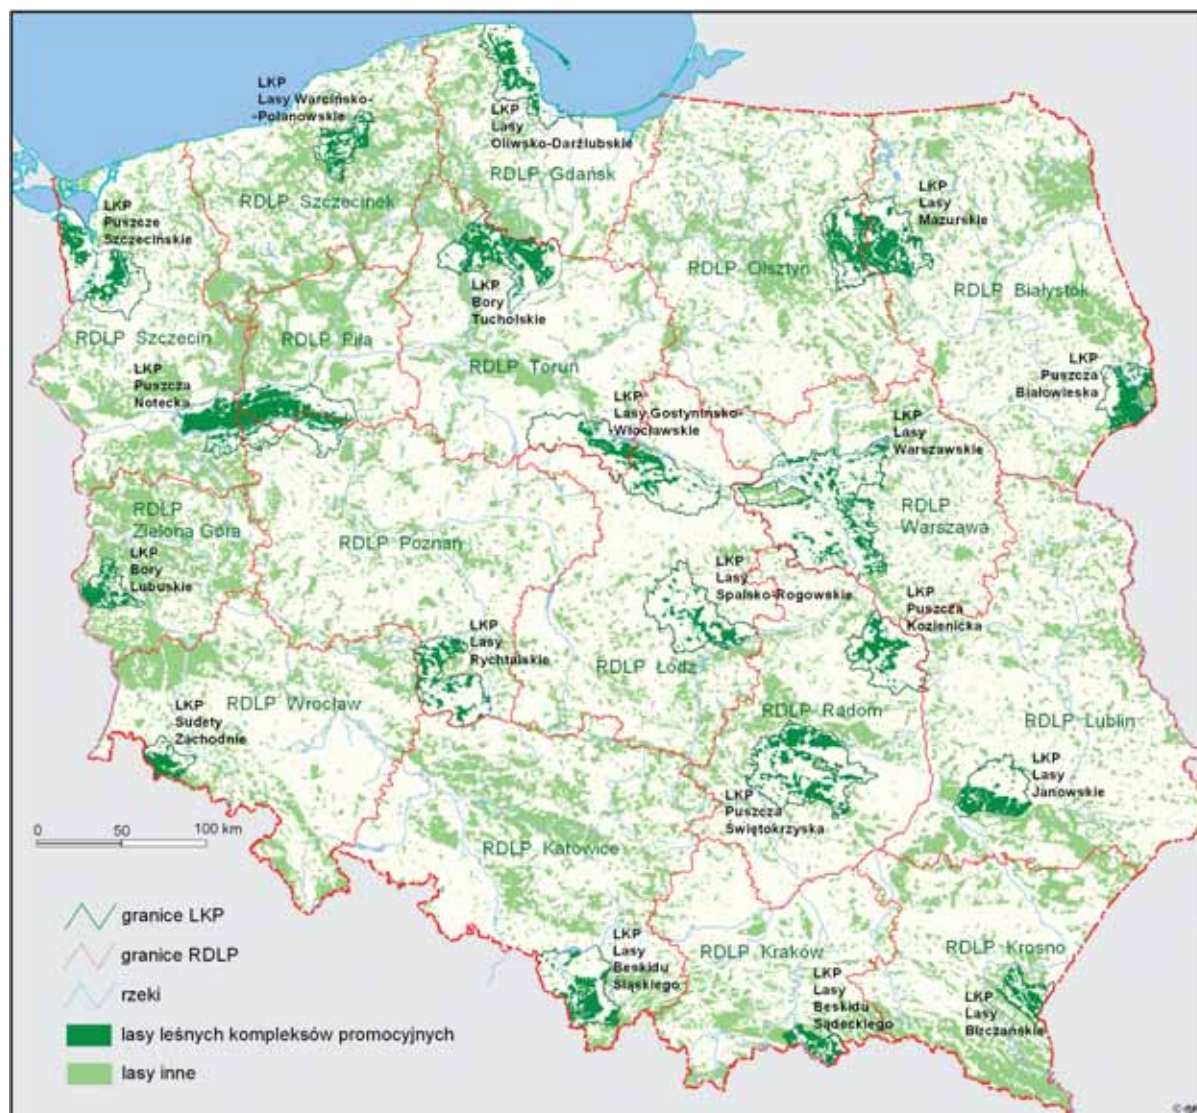 LKP
Lasy Warcińsko-
-Polanowskie
LKP
Lasy
Oliwsko-Darżlubskie
RDLP Gdańsk
RDLP Szczecinek
LKP
Puszcze
Szczecińskie
LKP
Lasy
Mazurskie
RDLP Olsztyn
RDLP Białystok
LKP
Bory
Tucholskie
RDLP Szczecin
RDLP Piła
RDLP Toruń
LKP
Puszcza
Notecka
LKP
Puszcza
Białowieska
LKP
Lasy Gostynińsko-
-Włocławskie
LKP
Lasy
Warszawskie
RDLP
Warszawa
RDLP
Zielona Góra
RDLP Poznań
LKP
Bory
Lubuskie
LKP
Lasy
Spalsko-Rogowskie
LKP
Puszcza
Kozienicka
LKP
Lasy
Rychtalskie
RDLP Łódź
RDLP Wrocław
RDLP Radom
RDLP Lublin
LKP
Sudety
Zachodnie
LKP
Lasy
Janowskie
LKP
Puszcza
Świętokrzyska
0 50 100 km
RDLP Katowice
granice LKP
granice RDLP
rzeki
lasy leśnych kompleksów promocyjnych
lasy inne
LKP
Lasy
Beskidu
Śląskiego
RDLP Kraków
LKP
Lasy
Beskidu
Sądeckiego
RDLP Krosno
LKP
Lasy
Birczańskie